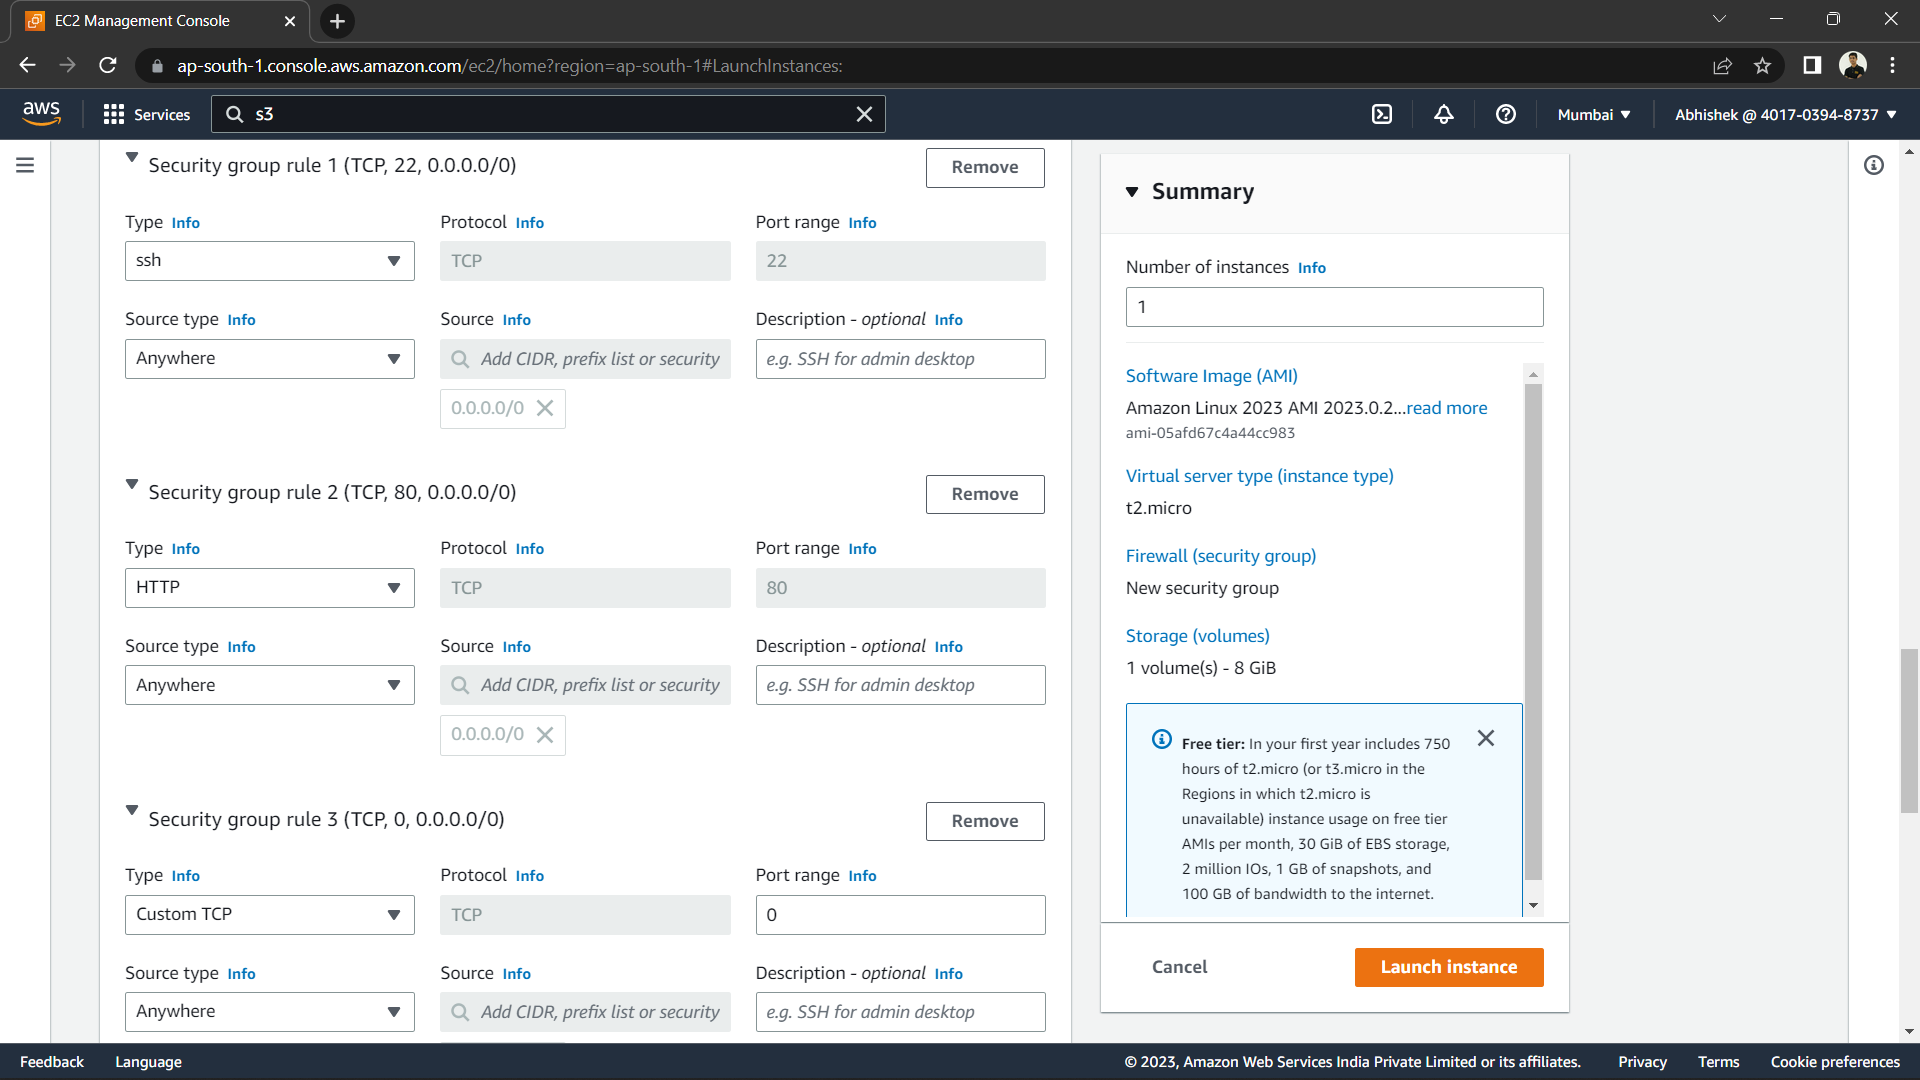 EC2 Management Console
ap-south-1.console.aws.amazon.com/ec2/home?region=ap-south-1#LaunchInstances:
aws Services s3 Mumbai Abhishek @ 4017-0394-8737
Security group rule 1 (TCP, 22, 0.0.0.0/0) Remove
Type Info Protocol Info Port range Info
ssh TCP 22
Source type Info Source Info Description - optional Info
Anywhere Add CIDR, prefix list or security e.g. SSH for admin desktop
0.0.0.0/0
Security group rule 2 (TCP, 80, 0.0.0.0/0) Remove
Type Info Protocol Info Port range Info
HTTP TCP 80
Source type Info Source Info Description - optional Info
Anywhere Add CIDR, prefix list or security e.g. SSH for admin desktop
0.0.0.0/0
Security group rule 3 (TCP, 0, 0.0.0.0/0) Remove
Type Info Protocol Info Port range Info
Custom TCP TCP 0
Source type Info Source Info Description - optional Info
Anywhere Add CIDR, prefix list or security e.g. SSH for admin desktop
Summary
Number of instances Info
1
Software Image (AMI)
Amazon Linux 2023 AMI 2023.0.2...read more
ami-05afd67c4a44cc983
Virtual server type (instance type)
t2.micro
Firewall (security group)
New security group
Storage (volumes)
1 volume(s) - 8 GiB
Free tier: In your first year includes 750
hours of t2.micro (or t3.micro in the
Regions in which t2.micro is
unavailable) instance usage on free tier
AMIs per month, 30 GiB of EBS storage,
2 million IOs, 1 GB of snapshots, and
100 GB of bandwidth to the internet.
Cancel Launch instance
Feedback Language © 2023, Amazon Web Services India Private Limited or its affiliates. Privacy Terms Cookie preferences